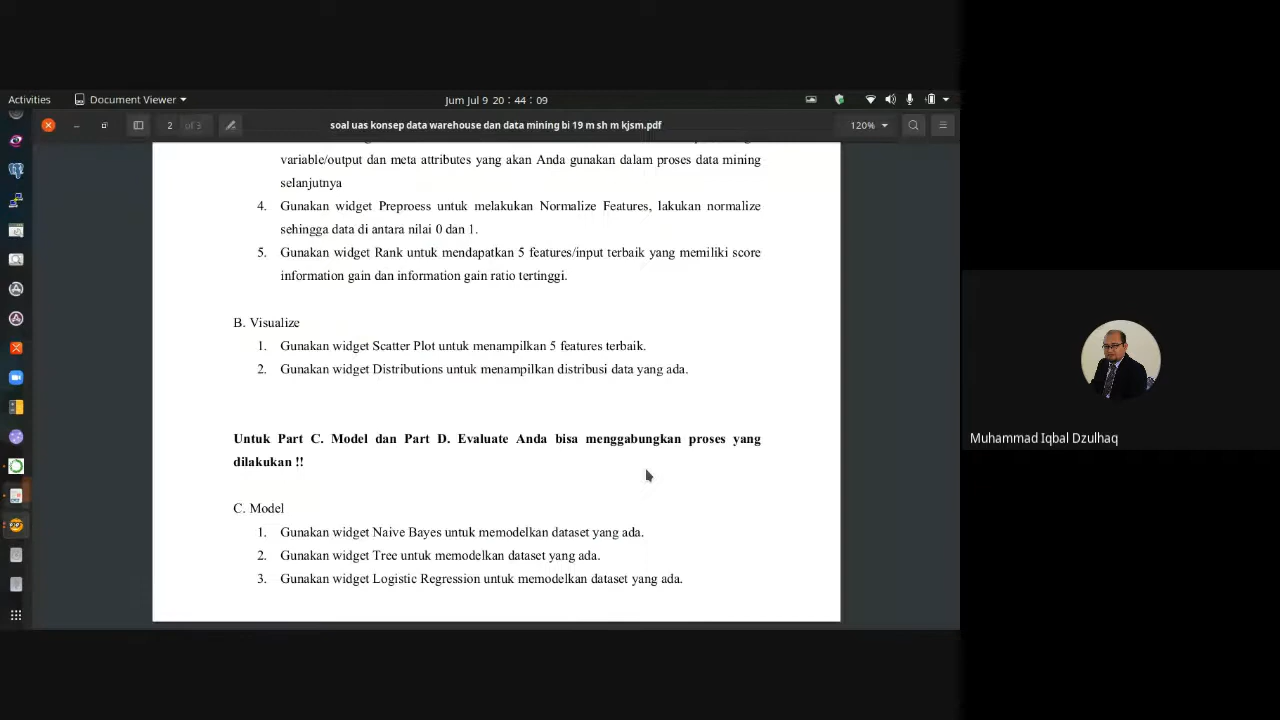 Activities
Document Viewer
Jum Jul 9 20:44:09
2
of 3
soal uas konsep data warehouse dan data mining bi 19 m sh m kjsm.pdf
120%
variable/output dan meta attributes yang akan Anda gunakan dalam proses data mining
selanjutnya
4. Gunakan widget Preproess untuk melakukan Normalize Features, lakukan normalize
sehingga data di antara nilai 0 dan 1.
5. Gunakan widget Rank untuk mendapatkan 5 features/input terbaik yang memiliki score
information gain dan information gain ratio tertinggi.
B. Visualize
1. Gunakan widget Scatter Plot untuk menampilkan 5 features terbaik.
2. Gunakan widget Distributions untuk menampilkan distribusi data yang ada.
Untuk Part C. Model dan Part D. Evaluate Anda bisa menggabungkan proses yang
dilakukan !!
C. Model
1. Gunakan widget Naive Bayes untuk memodelkan dataset yang ada.
2. Gunakan widget Tree untuk memodelkan dataset yang ada.
3. Gunakan widget Logistic Regression untuk memodelkan dataset yang ada.
Muhammad Iqbal Dzulhaq